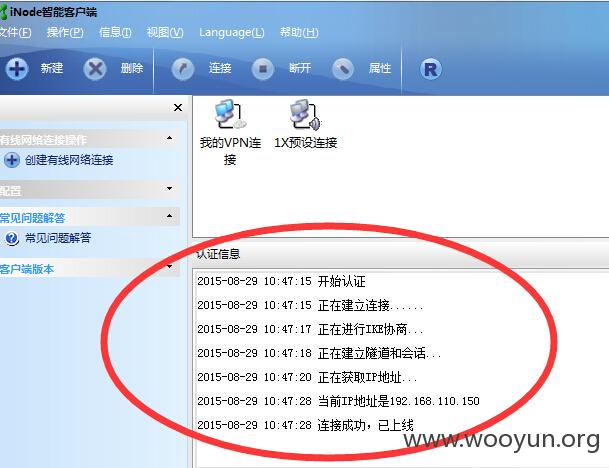 iNode智能客户端
文件(F) 操作(P) 信息(I) 视图(V) Language(L) 帮助(H)
新建 删除 连接 断开 属性 R
有线网络连接操作
创建有线网络连接
配置
常见问题解答
常见问题解答
客户端版本
我的VPN连
接
1X预设连接
认证信息
2015-08-29 10:47:15 开始认证
2015-08-29 10:47:15 正在建立连接......
2015-08-29 10:47:17 正在进行IKE协商...
2015-08-29 10:47:18 正在建立隧道和会话...
2015-08-29 10:47:20 正在获取IP地址...
2015-08-29 10:47:28 当前IP地址是192.168.110.150
2015-08-29 10:47:28 连接成功，已上线
www.wooyun.org